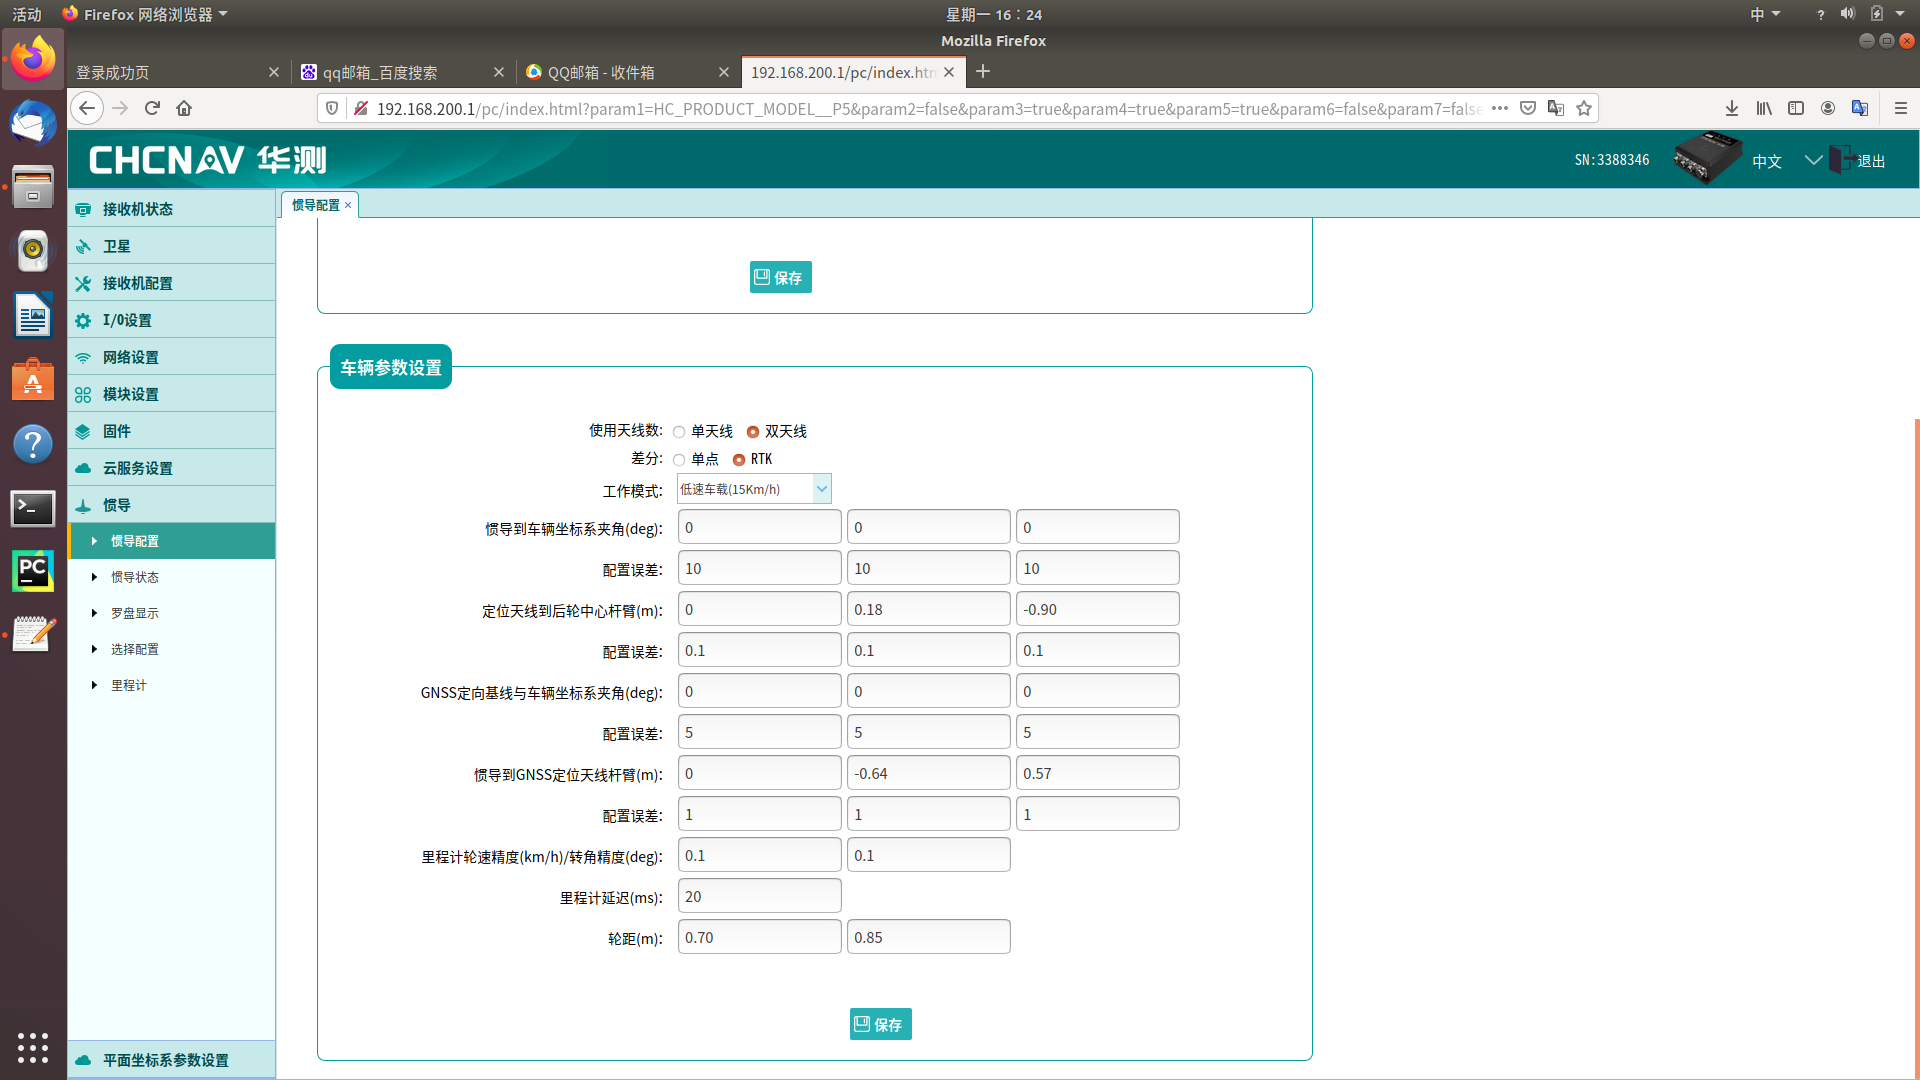 活动 Firefox 网络浏览器 星期一 16：24 中
Mozilla Firefox
登录成功页 qq邮箱_百度搜索 QQ邮箱 - 收件箱 192.168.200.1/pc/index.htm
192.168.200.1/pc/index.html?param1=HC_PRODUCT_MODEL__P5&param2=false&param3=true&param4=true&param5=true&param6=false&param7=false
CHCNAV 华测 SN:3388346 中文 退出
接收机状态
卫星
接收机配置
I/O设置
网络设置
模块设置
固件
云服务设置
惯导
惯导配置
惯导状态
罗盘显示
选择配置
里程计
平面坐标系参数设置
惯导配置 ×
保存
车辆参数设置
使用天线数: 单天线 双天线
差分: 单点 RTK
工作模式: 低速车载(15Km/h)
惯导到车辆坐标系夹角(deg): 0 0 0
配置误差: 10 10 10
定位天线到后轮中心杆臂(m): 0 0.18 -0.90
配置误差: 0.1 0.1 0.1
GNSS定向基线与车辆坐标系夹角(deg): 0 0 0
配置误差: 5 5 5
惯导到GNSS定位天线杆臂(m): 0 -0.64 0.57
配置误差: 1 1 1
里程计轮速精度(km/h)/转角精度(deg): 0.1 0.1
里程计延迟(ms): 20
轮距(m): 0.70 0.85
保存